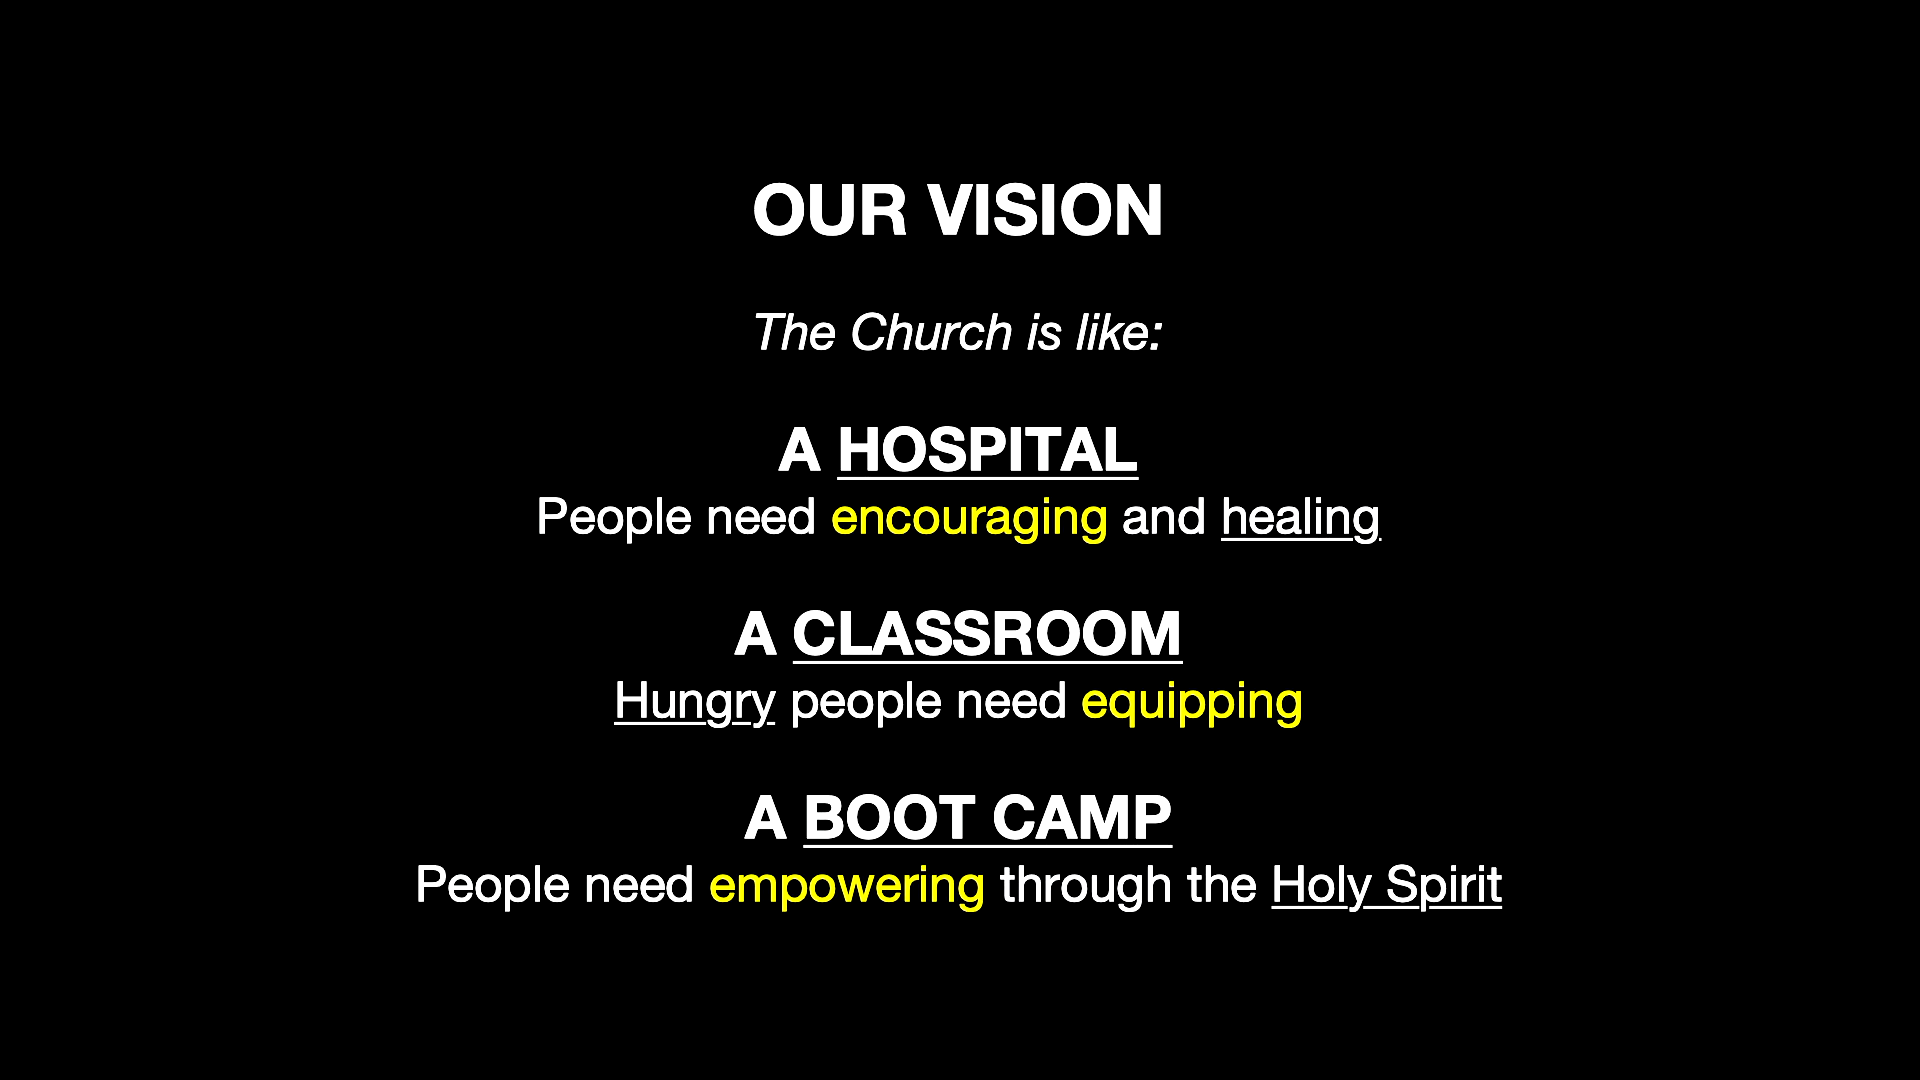 OUR VISION
The Church is like:
A HOSPITAL
People need encouraging and healing
A CLASSROOM
Hungry people need equipping
A BOOT CAMP
People need empowering through the Holy Spirit